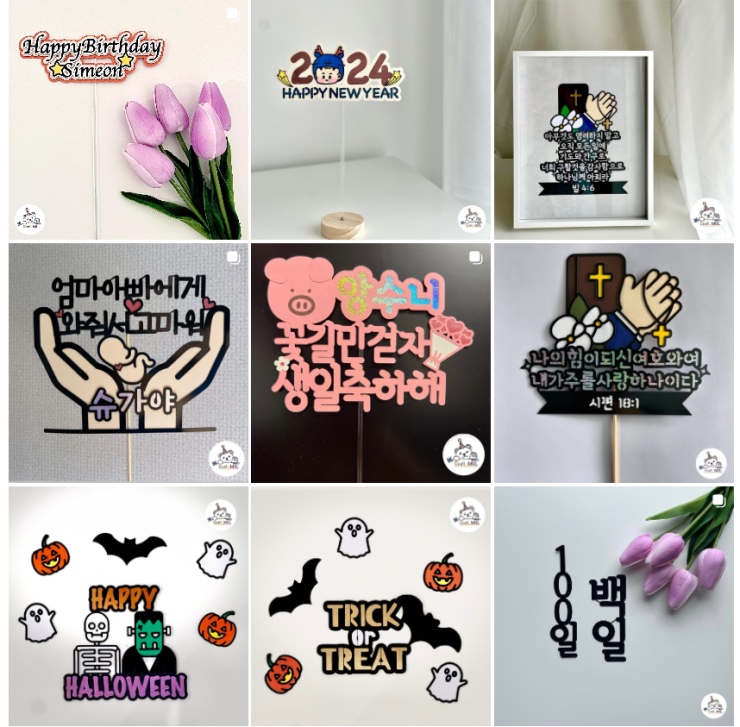 HappyBirthday
Simeon
2024
HAPPY NEW YEAR
아무것도 염려하지 말고
오직 모든 일에
기도와 간구로
너희 구할것을 감사함으로
하나님께 아뢰라
빌 4:6
엄마아빠에게
와줘서고마워
슈가야
양수니
꽃길만걷자
생일축하해
나의힘이되신여호와여
내가주를사랑하나이다
시편 18:1
HAPPY
HALLOWEEN
TRICK
or
TREAT
100일
백일